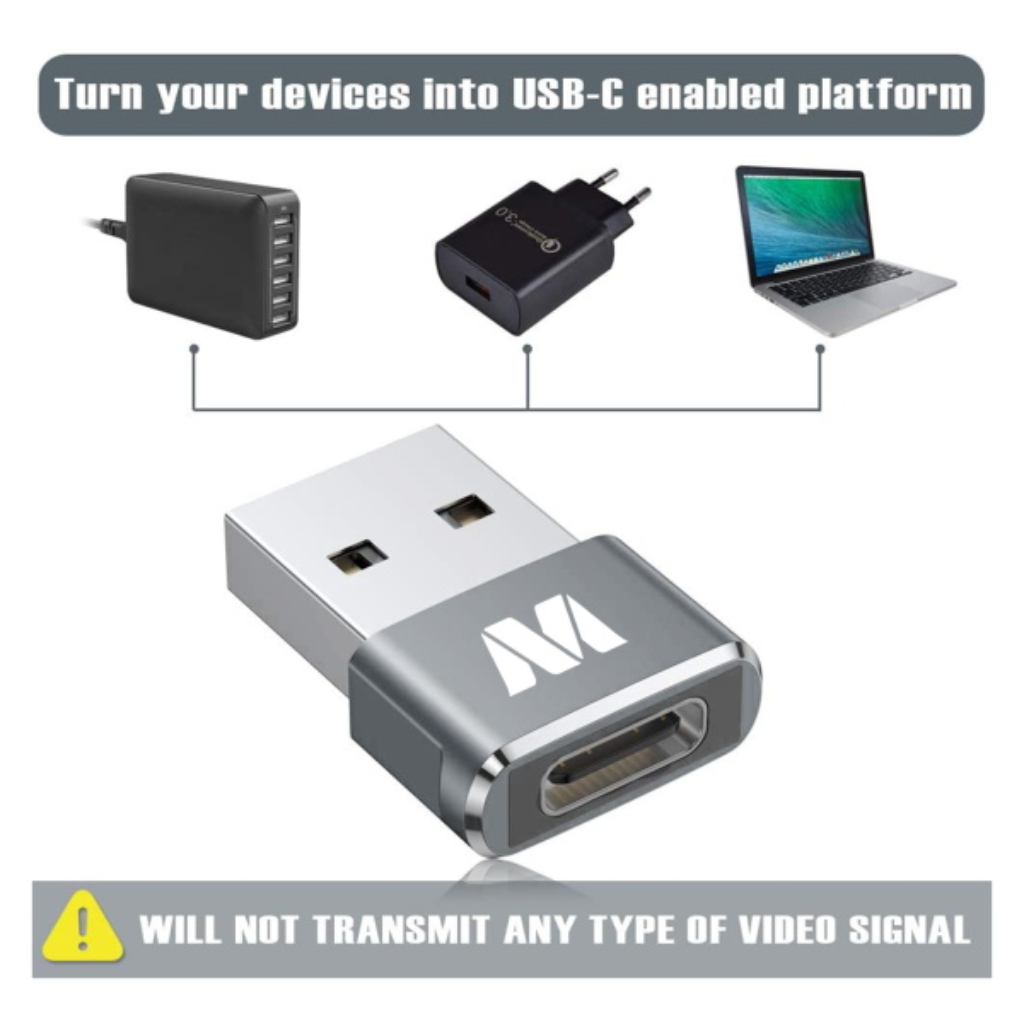 Turn your devices into USB-C enabled platform
3.0
WILL NOT TRANSMIT ANY TYPE OF VIDEO SIGNAL